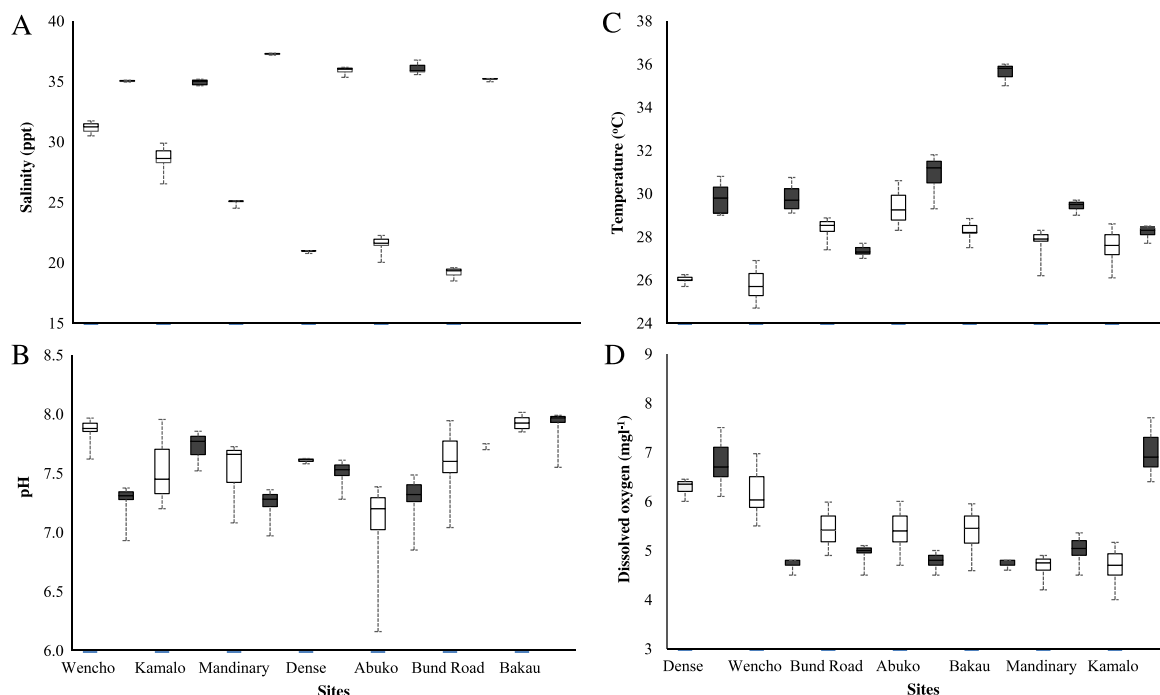 A
40
35
30
25
20
15
Salinity (ppt)
C
38
36
34
32
30
28
26
24
Temperature (°C)
B
8.5
8.0
7.5
7.0
6.5
6.0
pH
Wencho Kamalo Mandinary Dense Abuko Bund Road Bakau
Sites
D
9
8
7
6
5
4
3
Dissolved oxygen (mgl⁻¹)
Dense Wencho Bund Road Abuko Bakau Mandinary Kamalo
Sites